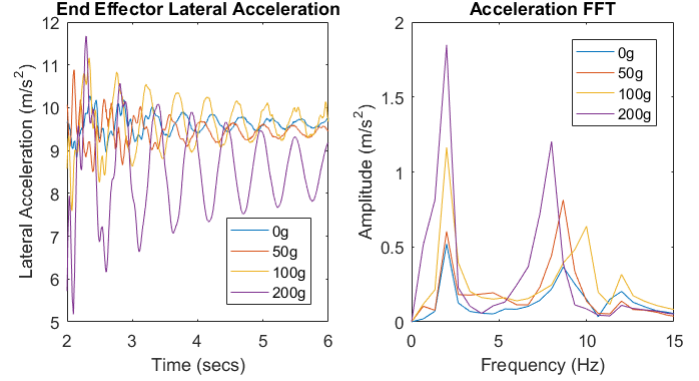 End Effector Lateral Acceleration
Lateral Acceleration (m/s²)
12
11
10
9
8
7
6
5
2
3
4
5
6
Time (secs)
0g
50g
100g
200g
Acceleration FFT
Amplitude (m/s²)
2
1.5
1
0.5
0
0
5
10
15
Frequency (Hz)
0g
50g
100g
200g